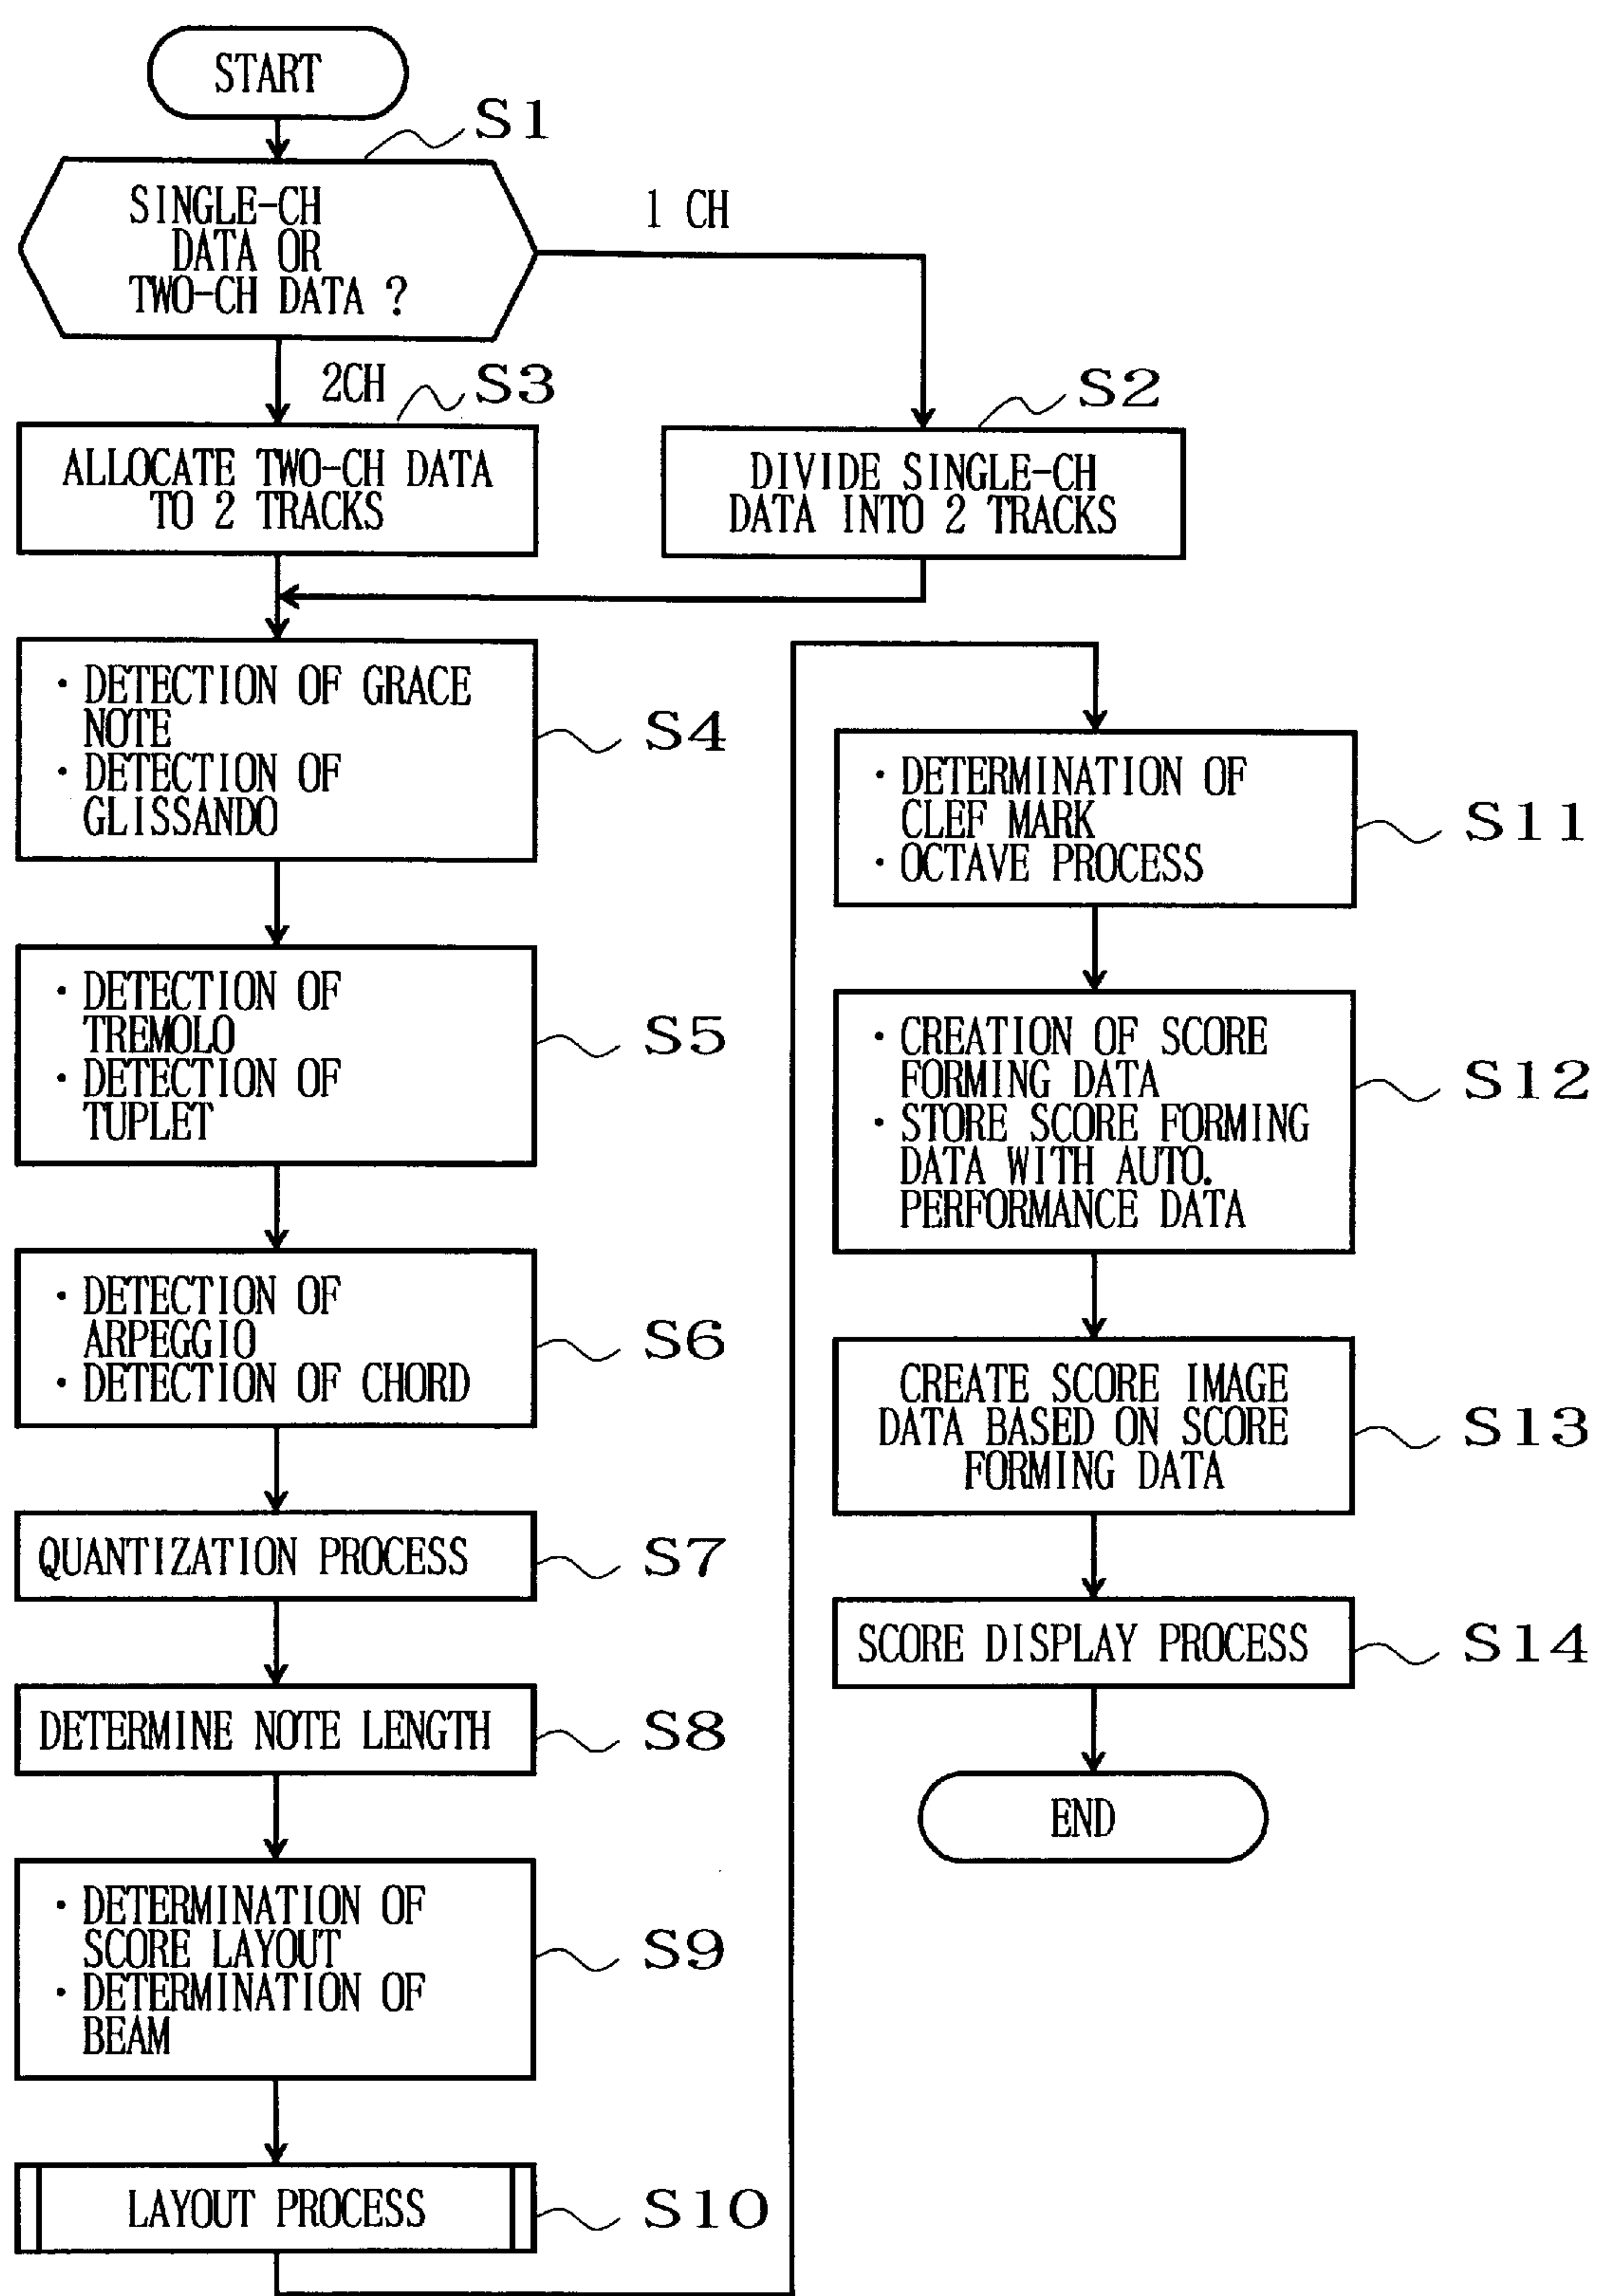 START
S1
SINGLE-CH
DATA OR
TWO-CH DATA ?
1 CH
2CH
S3
ALLOCATE TWO-CH DATA
TO 2 TRACKS
S2
DIVIDE SINGLE-CH
DATA INTO 2 TRACKS
· DETECTION OF GRACE
NOTE
· DETECTION OF
GLISSANDO
S4
· DETECTION OF
TREMOLO
· DETECTION OF
TUPLET
S5
· DETECTION OF
ARPEGGIO
· DETECTION OF CHORD
S6
QUANTIZATION PROCESS
S7
DETERMINE NOTE LENGTH
S8
· DETERMINATION OF
SCORE LAYOUT
· DETERMINATION OF
BEAM
S9
LAYOUT PROCESS
S10
· DETERMINATION OF
CLEF MARK
· OCTAVE PROCESS
S11
· CREATION OF SCORE
FORMING DATA
· STORE SCORE FORMING
DATA WITH AUTO.
PERFORMANCE DATA
S12
CREATE SCORE IMAGE
DATA BASED ON SCORE
FORMING DATA
S13
SCORE DISPLAY PROCESS
S14
END